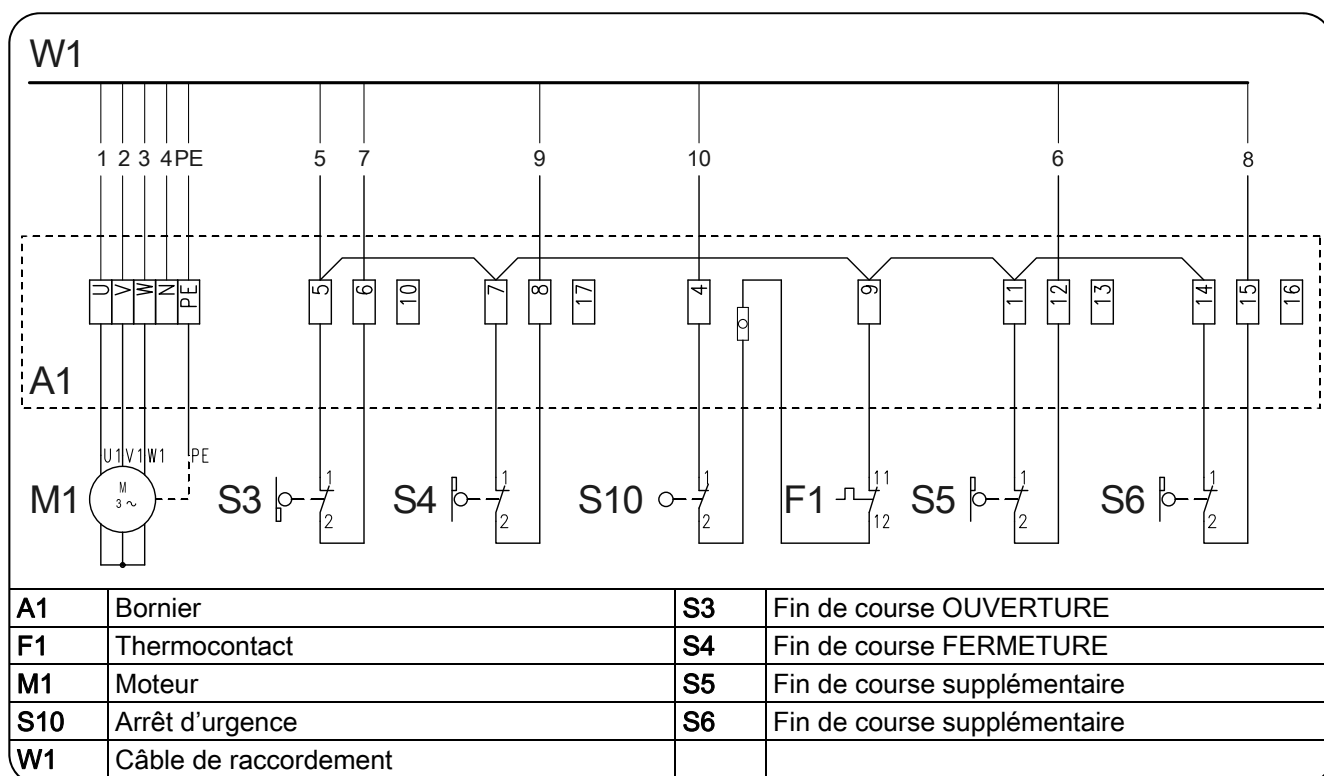 W1
1 2 3 4 PE 5 7 9 10 6 8
U V W N PE 5 6 10 7 8 17 4 9 11 12 13 14 15 16
A1
U1 V1 W1 PE
M1 M 3 ~ S3 1 2 S4 1 2 S10 1 2 F1 11 12 S5 1 2 S6 1 2
A1 Bornier S3 Fin de course OUVERTURE
F1 Thermocontact S4 Fin de course FERMETURE
M1 Moteur S5 Fin de course supplémentaire
S10 Arrêt d'urgence S6 Fin de course supplémentaire
W1 Câble de raccordement